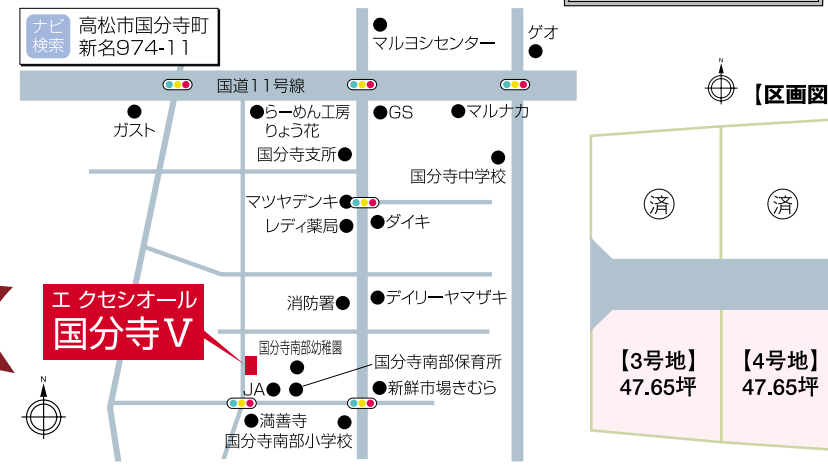 ナビ
検索
高松市国分寺町
新名974-11
マルヨシセンター
ゲオ
国道11号線
N
【区画図
ガスト
らーめん工房
りょう花
GS
マルナカ
国分寺支所
国分寺中学校
マツヤデンキ
レディ薬局
ダイキ
済
済
エクセシオール
国分寺V
消防署
デイリーヤマザキ
国分寺南部幼稚園
国分寺南部保育所
JA
新鮮市場きむら
満善寺
国分寺南部小学校
N
【3号地】
47.65坪
【4号地】
47.65坪